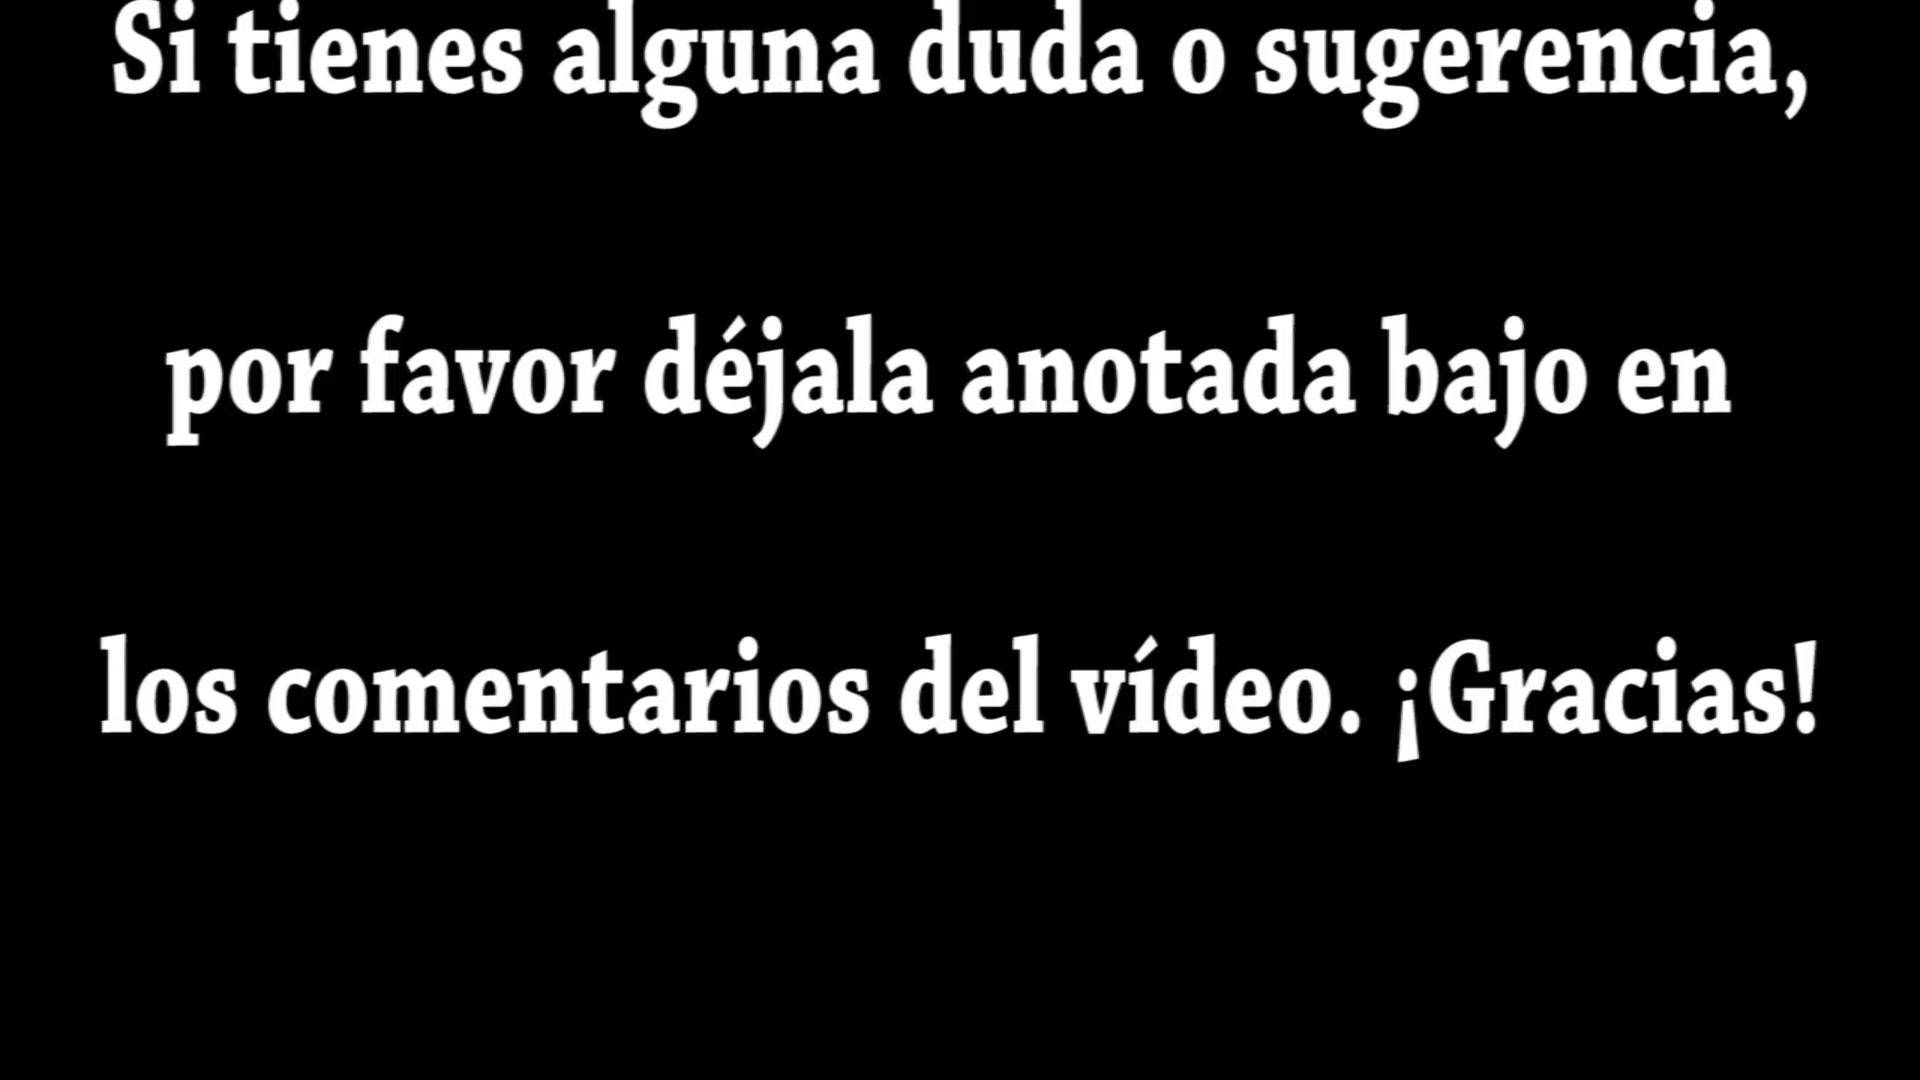 Si tienes alguna duda o sugerencia,
por favor déjala anotada bajo en
los comentarios del vídeo. ¡Gracias!